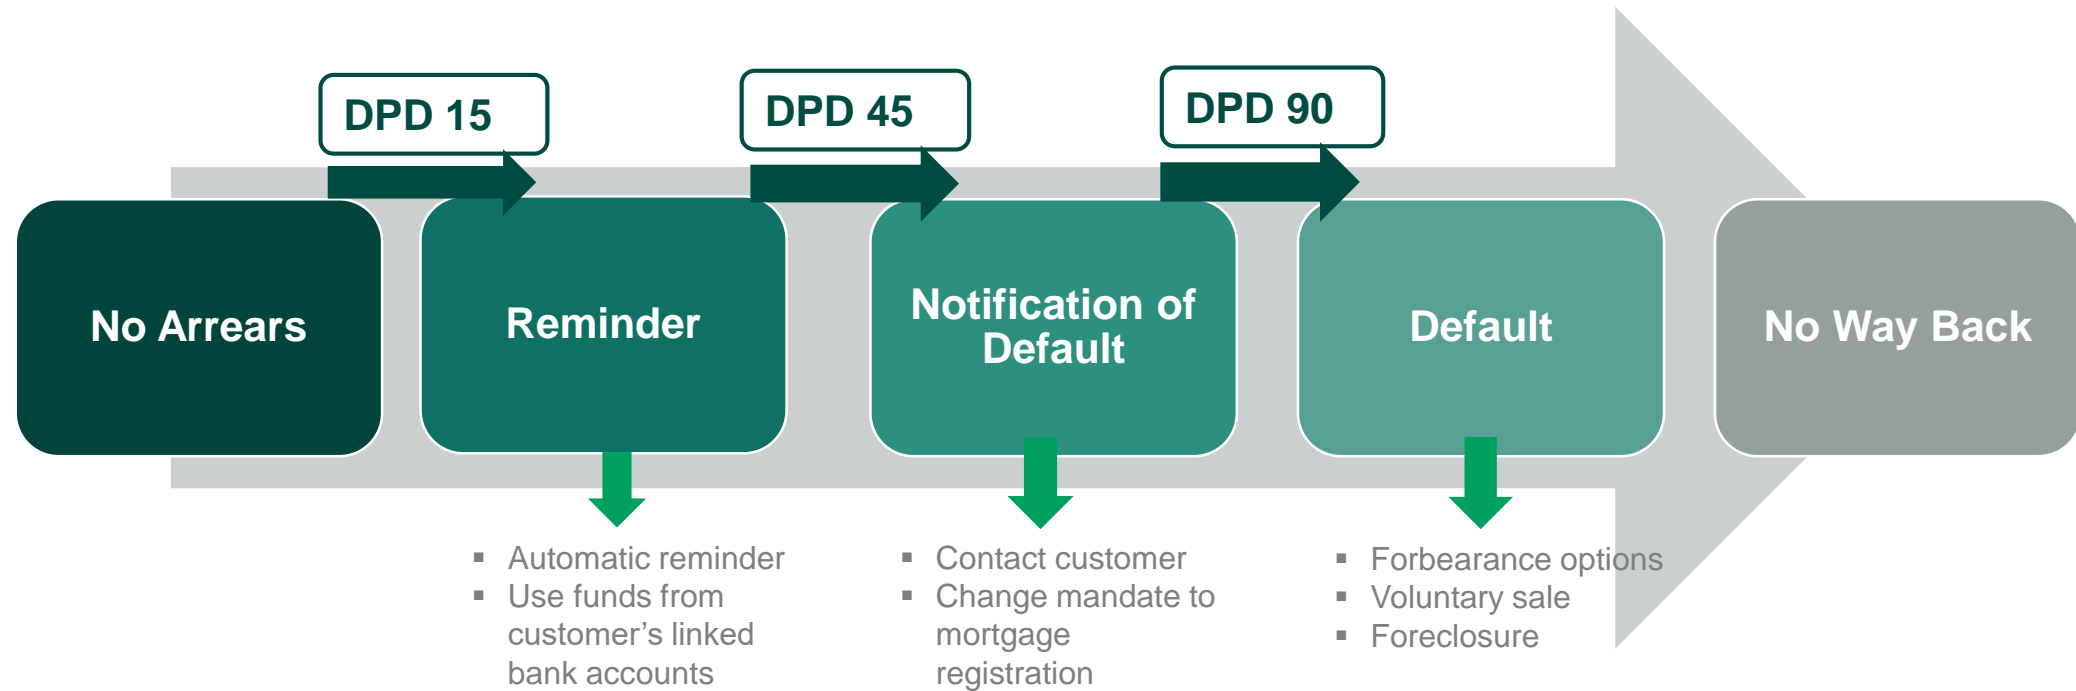 DPD 15
DPD 45
DPD 90
No Arrears
Reminder
Notification of
Default
Default
No Way Back
▪ Automatic reminder
▪ Use funds from
customer’s linked
bank accounts
▪ Contact customer
▪ Change mandate to
mortgage
registration
▪ Forbearance options
▪ Voluntary sale
▪ Foreclosure